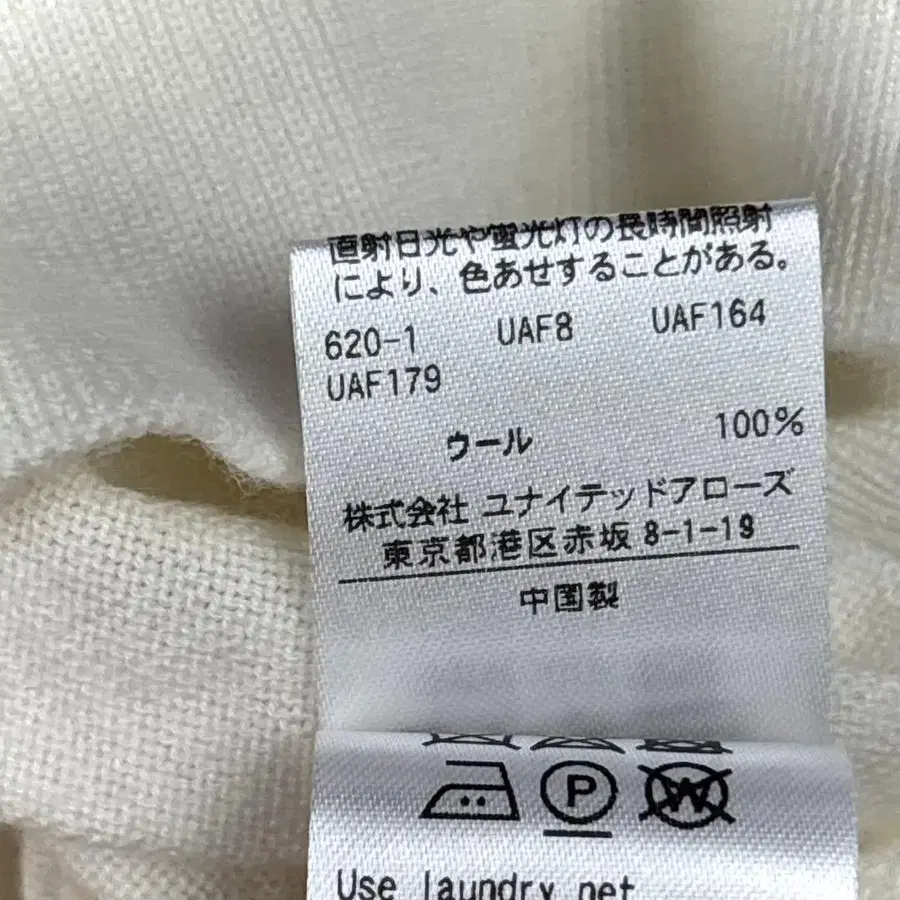 直射日光や蛍光灯の長時間照射
により、色あせすることがある。
620-1 UAF8 UAF164
UAF179
ウール 100%
株式会社 ユナイテッドアローズ
東京都港区赤坂 8-1-19
中国製
P W
Use laundry net